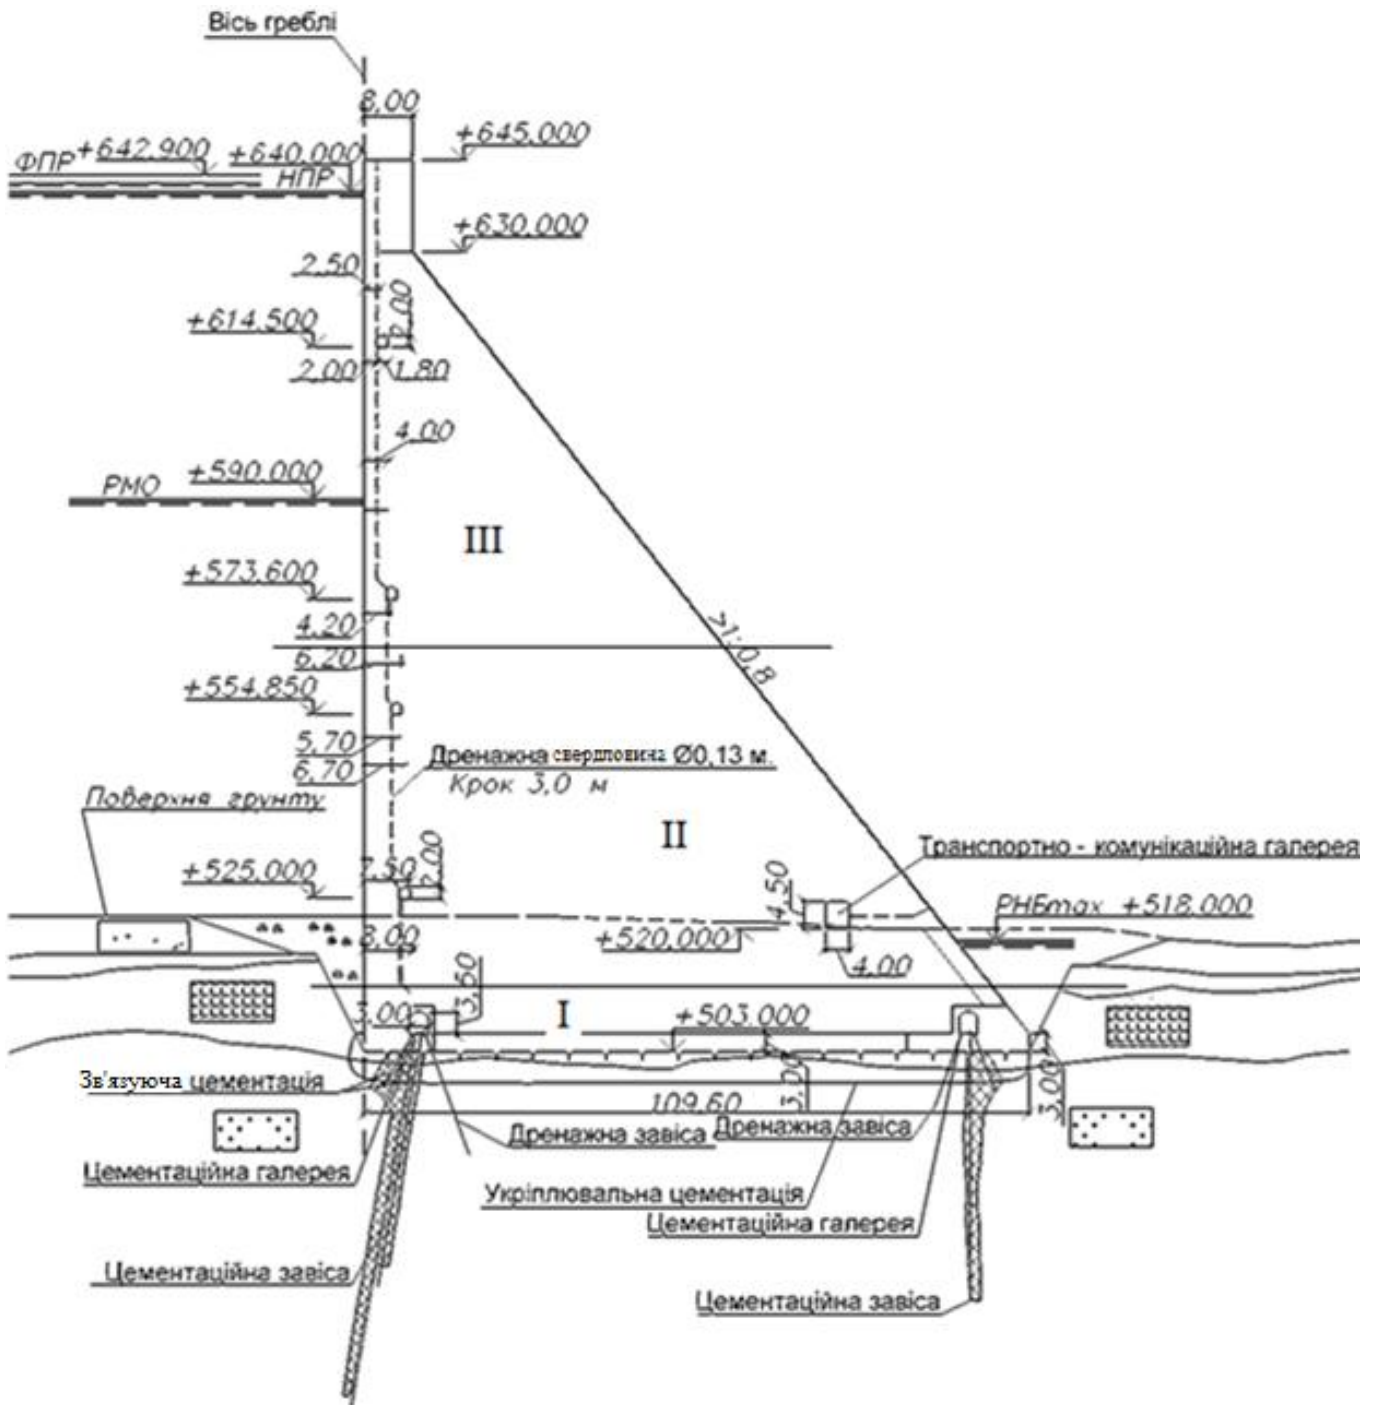 Вісь греблі
8,00
+645.000
ФПР +642.900 +640.000
НПР
+630.000
2.50
2.00
+614.500
2.00 1.80
4.00
+590.000
РМО
III
+573.600
4.20
>1:0,8
6.20
+554.850
5.70
Дренажна свердловина Ø0,13 м.
6.70
Крок 3,0 м
Поверхня грунту
II
2.00
Транспортно - комунікаційна галерея
+525.000
7.50
4.50
РНБmax +518.000
+520.000
8.00
4.00
3.50
3.00
I
+503.000
Зв'язуюча цементація
3.00
3.00
109.60
Дренажна завіса
Дренажна завіса
Цементаційна галерея
Укріплювальна цементація
Цементаційна галерея
Цементаційна завіса
Цементаційна завіса